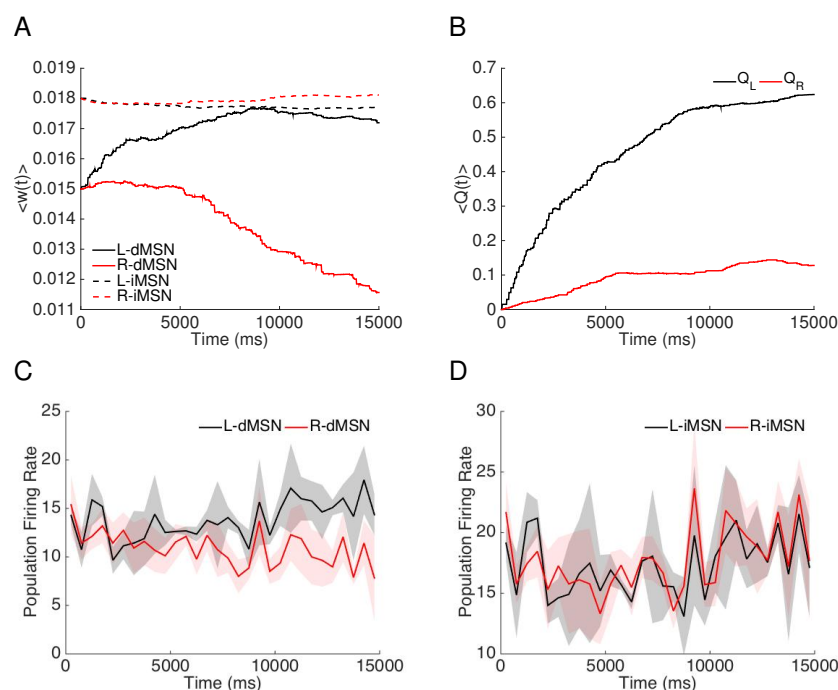 A
0.019
0.018
0.017
0.016
0.015
0.014
0.013
0.012
0.011
<w(t)>
L-dMSN
R-dMSN
L-iMSN
R-iMSN
0 5000 10000 15000
Time (ms)
B
0.7
0.6
0.5
0.4
0.3
0.2
0.1
0
<Q(t)>
Q_L Q_R
0 5000 10000 15000
Time (ms)
C
25
20
15
10
5
0
Population Firing Rate
L-dMSN R-dMSN
0 5000 10000 15000
Time (ms)
D
30
25
20
15
10
Population Firing Rate
L-iMSN R-iMSN
0 5000 10000 15000
Time (ms)